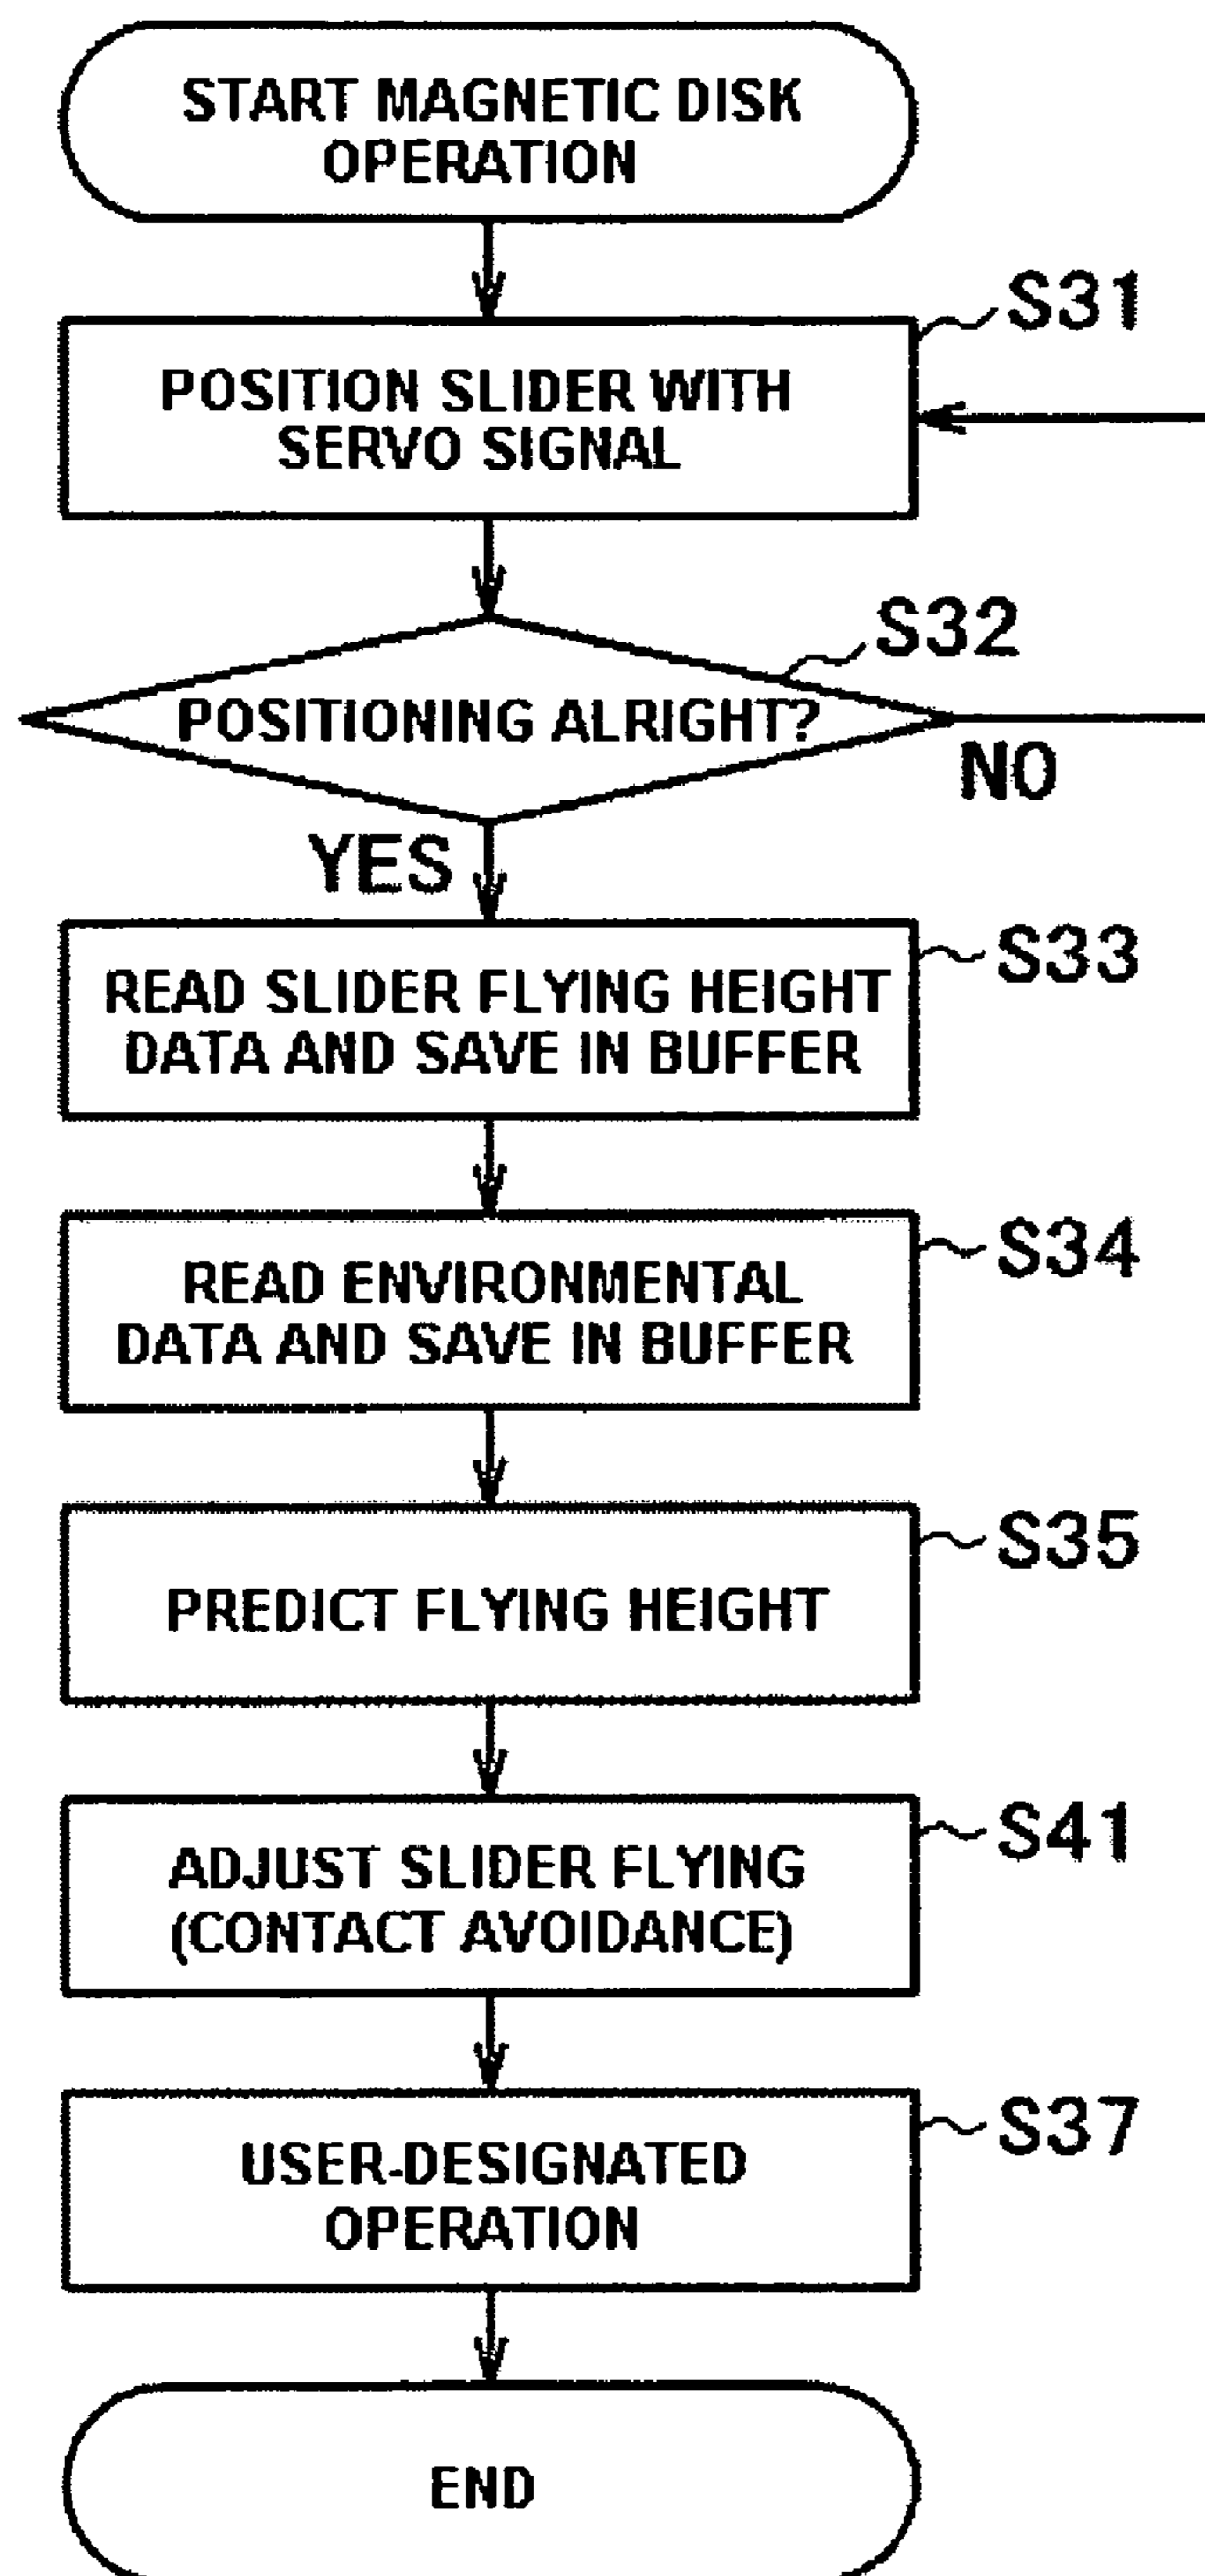 START MAGNETIC DISK
OPERATION
S31
POSITION SLIDER WITH
SERVO SIGNAL
S32
POSITIONING ALRIGHT?
NO
YES
S33
READ SLIDER FLYING HEIGHT
DATA AND SAVE IN BUFFER
S34
READ ENVIRONMENTAL
DATA AND SAVE IN BUFFER
S35
PREDICT FLYING HEIGHT
S41
ADJUST SLIDER FLYING
(CONTACT AVOIDANCE)
S37
USER-DESIGNATED
OPERATION
END